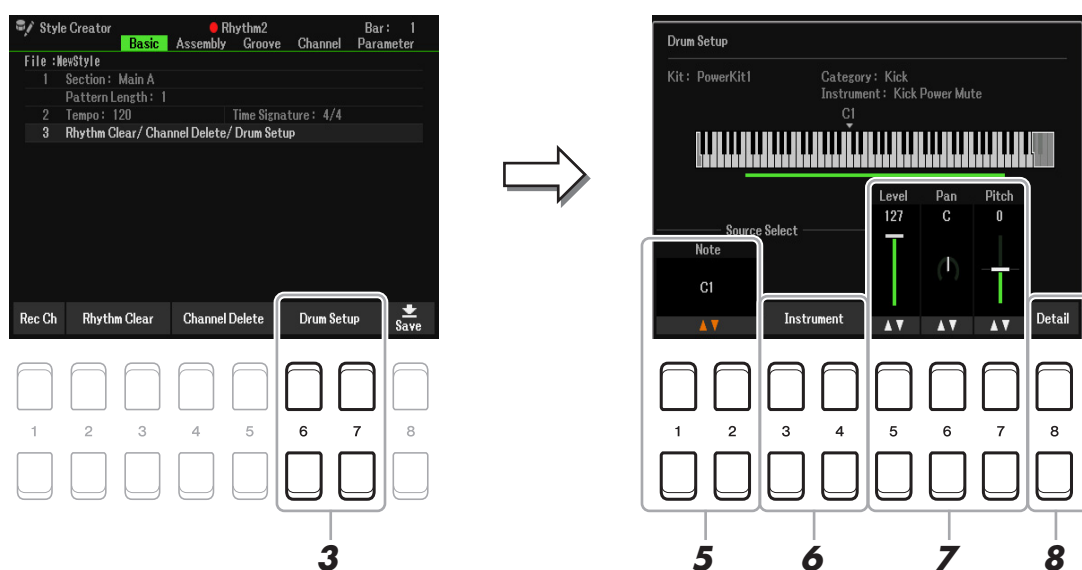 Style Creator Rhythm2 Bar: 1
Basic Assembly Groove Channel Parameter
File :NewStyle
1 Section: Main A
Pattern Length: 1
2 Tempo: 120 Time Signature: 4/4
3 Rhythm Clear/ Channel Delete/ Drum Setup
Rec Ch Rhythm Clear Channel Delete Drum Setup Save
1 2 3 4 5 6 7 8
3
Drum Setup
Kit: PowerKit1 Category: Kick
Instrument: Kick Power Mute
C1
Level Pan Pitch
127 C 0
Source Select
Note
C1
Instrument Detail
1 2 3 4 5 6 7 8
5 6 7 8